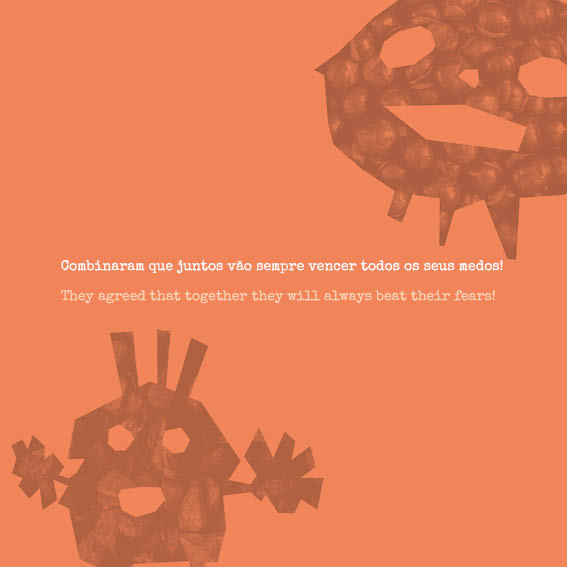 Combinaram que juntos vão sempre vencer todos os seus medos!
They agreed that together they will always beat their fears!